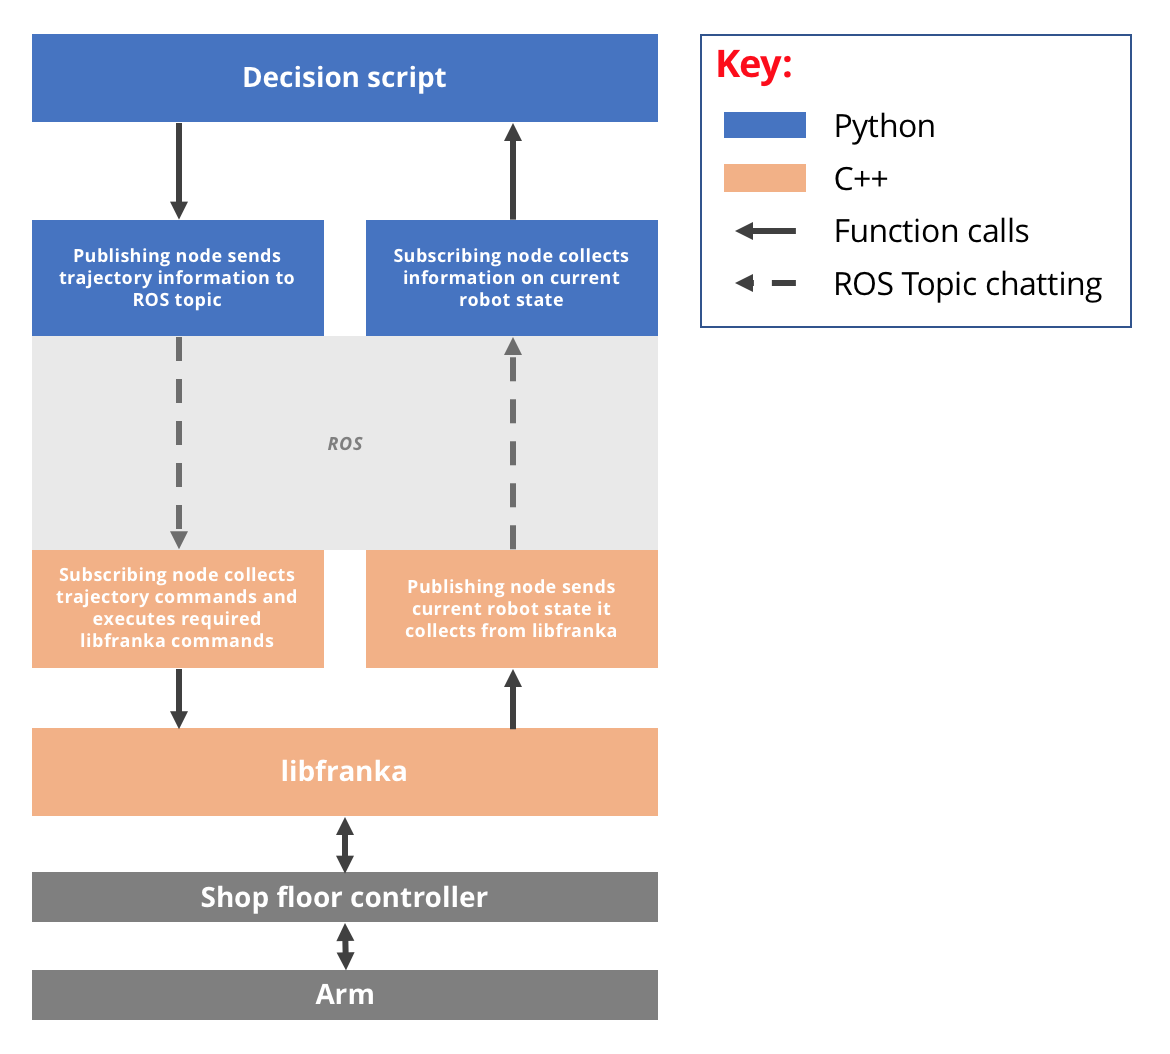 Decision script
Key:
Python
C++
Function calls
ROS Topic chatting
Publishing node sends
trajectory information to
ROS topic
Subscribing node collects
information on current
robot state
ROS
Subscribing node collects
trajectory commands and
executes required
libfranka commands
Publishing node sends
current robot state it
collects from libfranka
libfranka
Shop floor controller
Arm